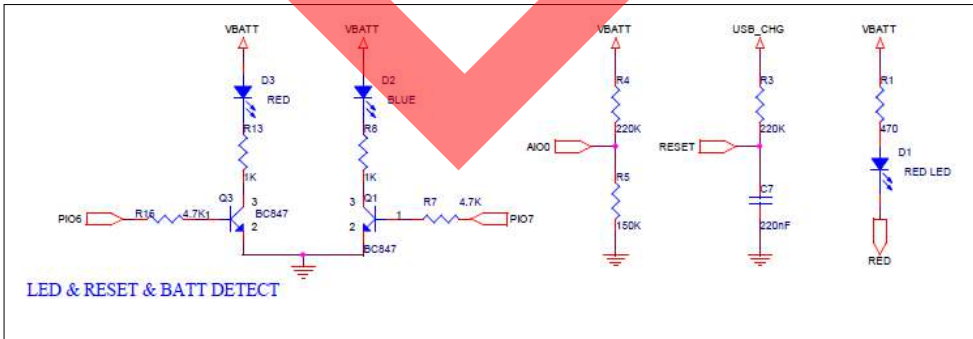 VBATT
VBATT
VBATT
USB_CHG
VBATT
D3
RED
D2
BLUE
R13
1K
R8
1K
R4
220K
R3
220K
R1
470
AIO0
RESET
D1
RED LED
PIO6
R16
4.7K
1
Q3
3
BC847
2
3
Q1
2
BC847
1
R7
4.7K
PIO7
R5
150K
C7
220nF
RED
LED & RESET & BATT DETECT